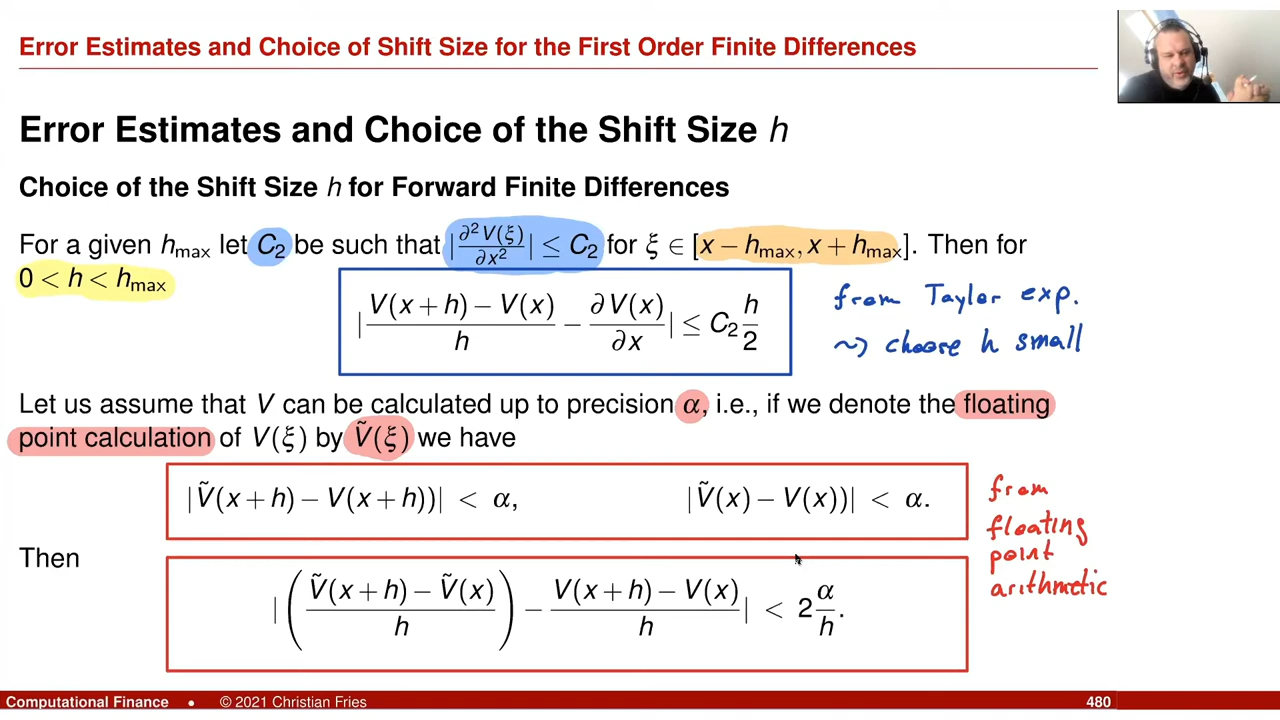 Error Estimates and Choice of Shift Size for the First Order Finite Differences
Error Estimates and Choice of the Shift Size h
Choice of the Shift Size h for Forward Finite Differences
For a given h_max let C₂ be such that |∂²V(ξ)/∂x²| ≤ C₂ for ξ ∈ [x − h_max, x + h_max]. Then for
0 < h < h_max
|(V(x + h) − V(x))/h − ∂V(x)/∂x| ≤ C₂ h/2
from Taylor exp.
⤳ choose h small
Let us assume that V can be calculated up to precision α, i.e., if we denote the floating
point calculation of V(ξ) by Ṽ(ξ) we have
|Ṽ(x + h) − V(x + h))| < α, |Ṽ(x) − V(x))| < α.
from
floating
point
arithmetic
Then
|((Ṽ(x + h) − Ṽ(x))/h) − (V(x + h) − V(x))/h| < 2 α/h.
Computational Finance • © 2021 Christian Fries 480